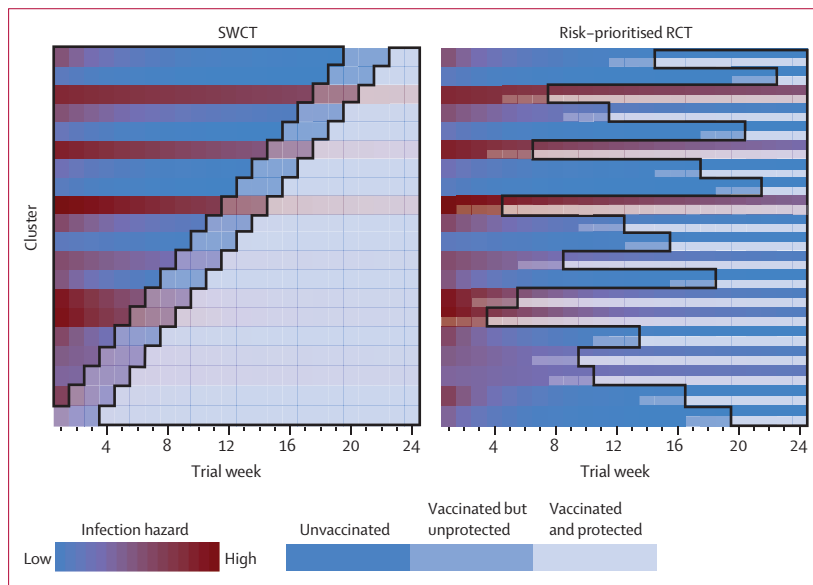 SWCT
Risk–prioritised RCT
Cluster
4 8 12 16 20 24
4 8 12 16 20 24
Trial week
Trial week
Infection hazard
Low High
Unvaccinated
Vaccinated but
unprotected
Vaccinated
and protected